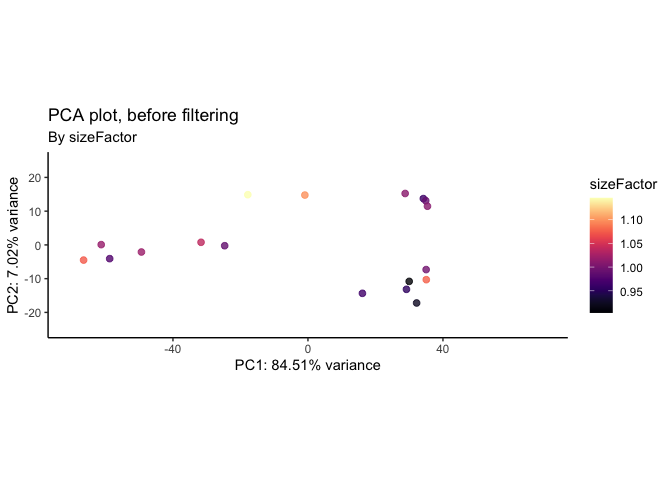 PCA plot, before filtering
By sizeFactor
PC2: 7.02% variance
20
10
0
-10
-20
-40
0
40
PC1: 84.51% variance
sizeFactor
1.10
1.05
1.00
0.95